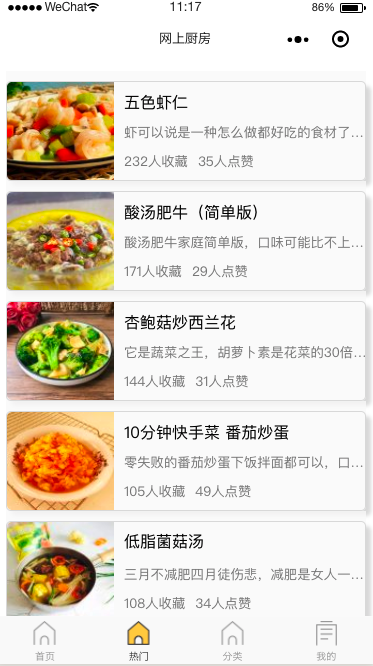 WeChat 11:17 86%
网上厨房
五色虾仁
虾可以说是一种怎么做都好吃的食材了...
232人收藏 35人点赞
酸汤肥牛（简单版）
酸汤肥牛家庭简单版，口味可能比不上...
171人收藏 29人点赞
杏鲍菇炒西兰花
它是蔬菜之王，胡萝卜素是花菜的30倍...
144人收藏 31人点赞
10分钟快手菜 番茄炒蛋
零失败的番茄炒蛋下饭拌面都可以，口...
105人收藏 49人点赞
低脂菌菇汤
三月不减肥四月徒伤悲，减肥是女人一...
108人收藏 34人点赞
首页 热门 分类 我的